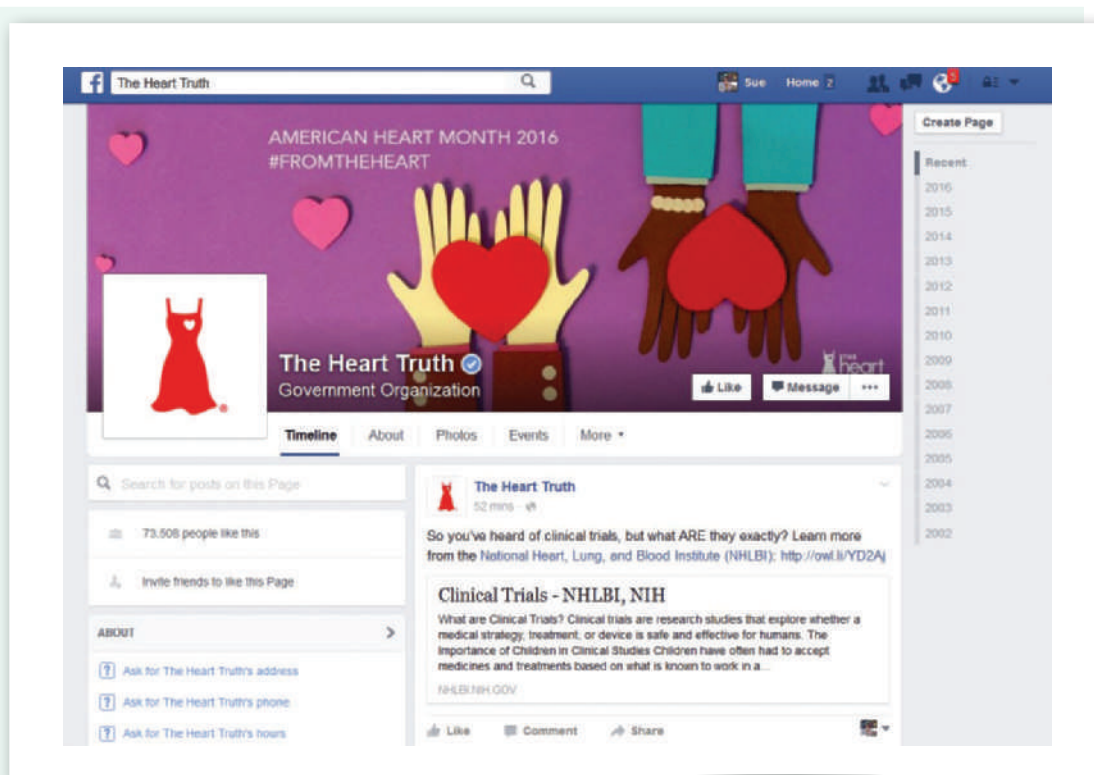 The Heart Truth
Sue Home 2
5
AMERICAN HEART MONTH 2016
#FROMTHEHEART
THE
heart
The Heart Truth
Government Organization
Like Message •••
Timeline About Photos Events More
Create Page
Recent
2016
2015
2014
2013
2012
2011
2010
2009
2008
2007
2006
2005
2004
2003
2002
Search for posts on this Page
73,508 people like this
Invite friends to like this Page
ABOUT
Ask for The Heart Truth's address
Ask for The Heart Truth's phone
Ask for The Heart Truth's hours
The Heart Truth
52 mins
So you've heard of clinical trials, but what ARE they exactly? Learn more
from the National Heart, Lung, and Blood Institute (NHLBI): http://owl.li/YD2Aj
Clinical Trials - NHLBI, NIH
What are Clinical Trials? Clinical trials are research studies that explore whether a
medical strategy, treatment, or device is safe and effective for humans. The
Importance of Children in Clinical Studies Children have often had to accept
medicines and treatments based on what is known to work in a...
NHLBI.NIH.GOV
Like Comment Share